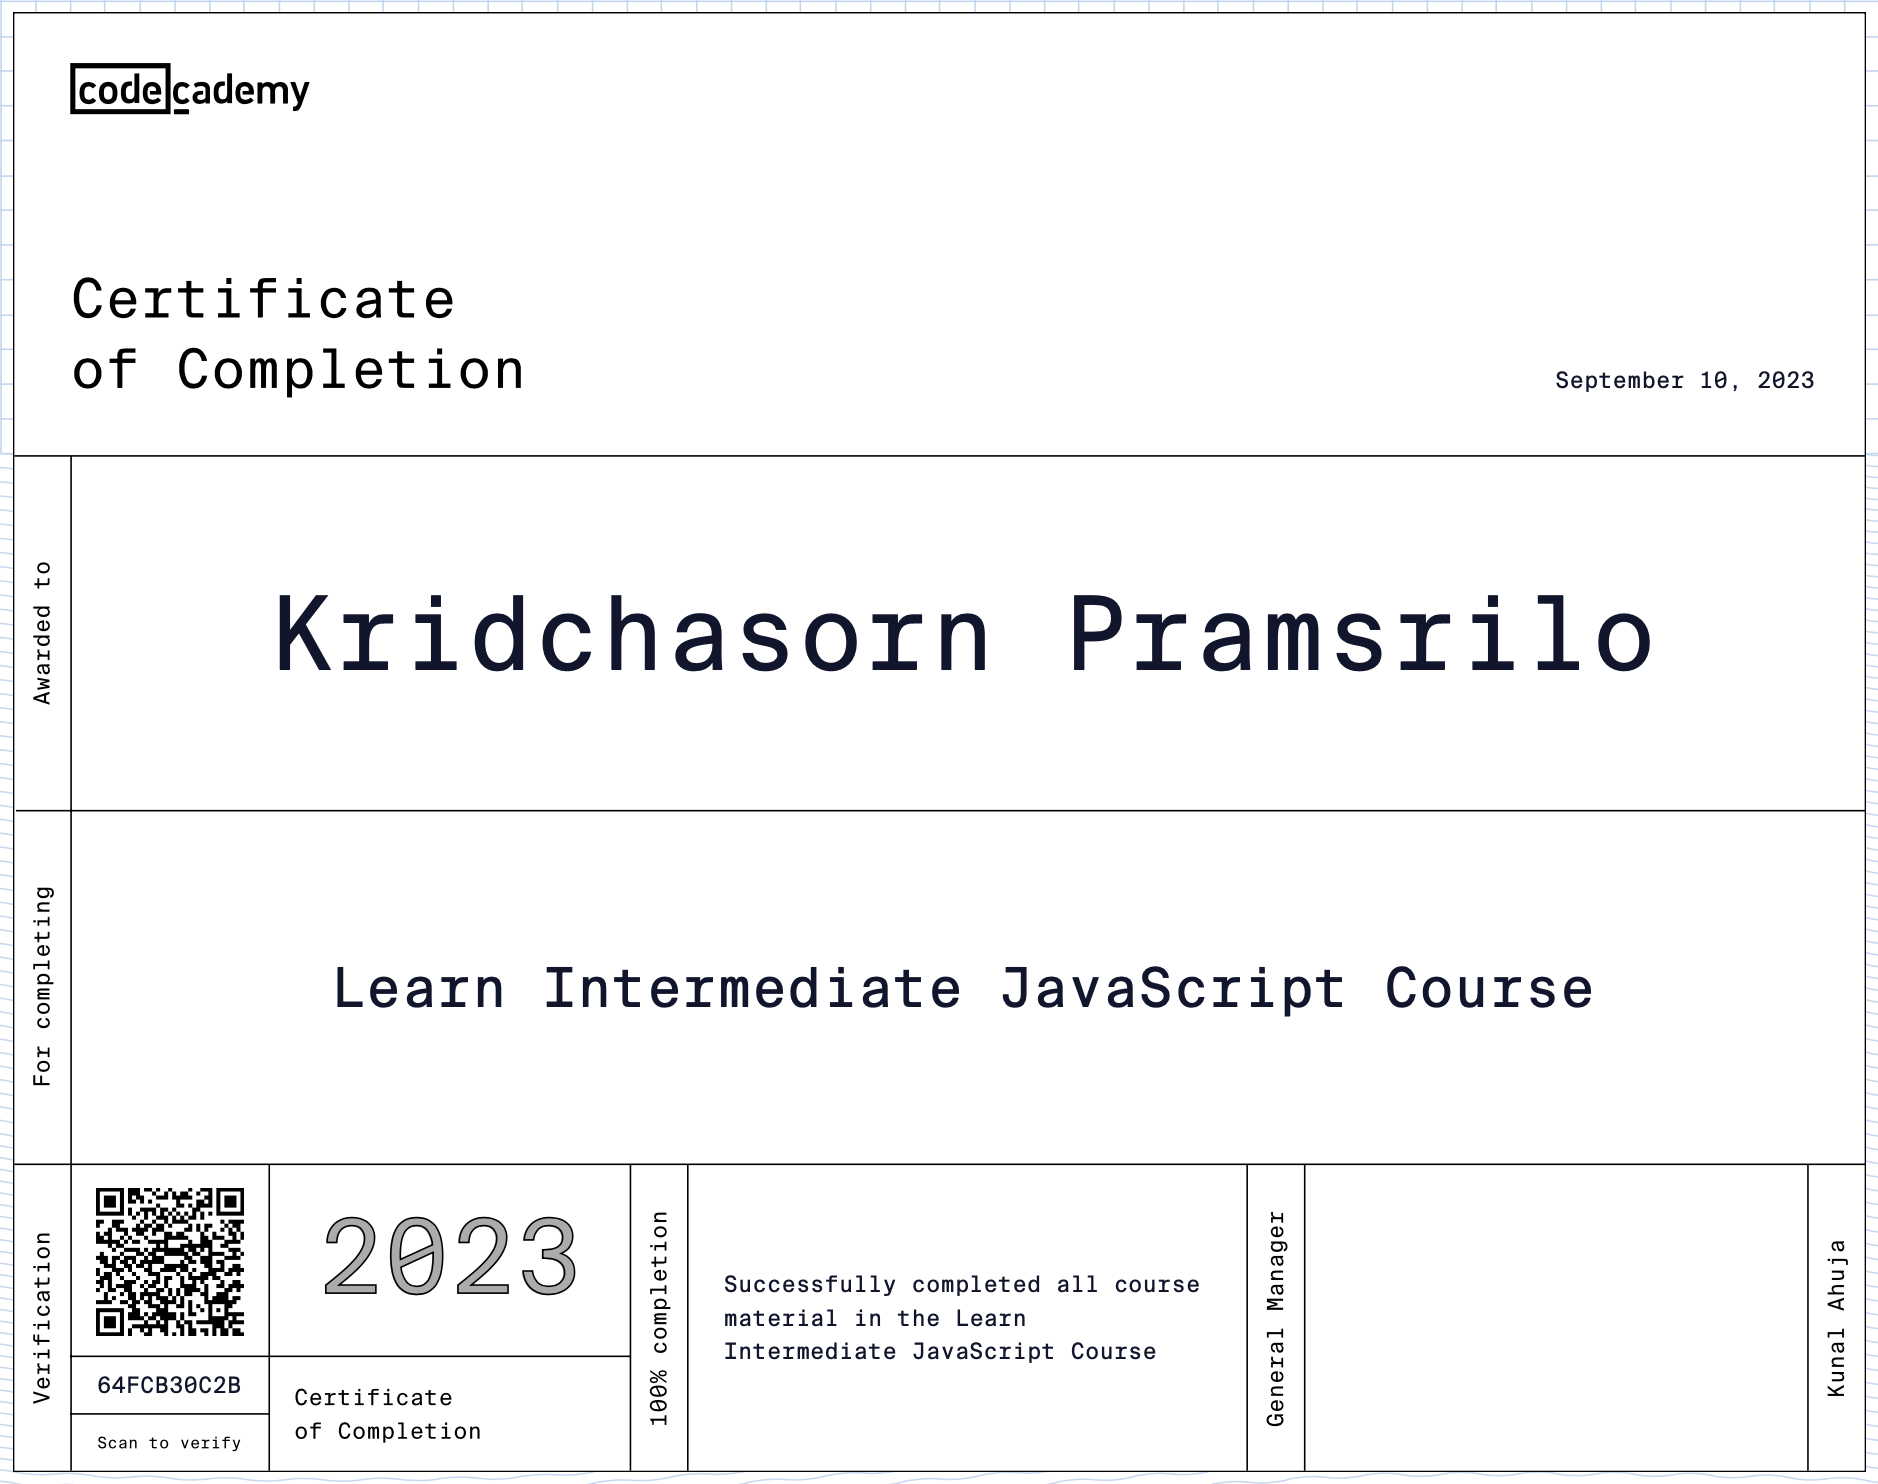 codecademy
Certificate
of Completion
September 10, 2023
Awarded to
Kridchasorn Pramsrilo
For completing
Learn Intermediate JavaScript Course
Verification
64FCB30C2B
Scan to verify
2023
Certificate
of Completion
100% completion
Successfully completed all course
material in the Learn
Intermediate JavaScript Course
General Manager
Kunal Ahuja